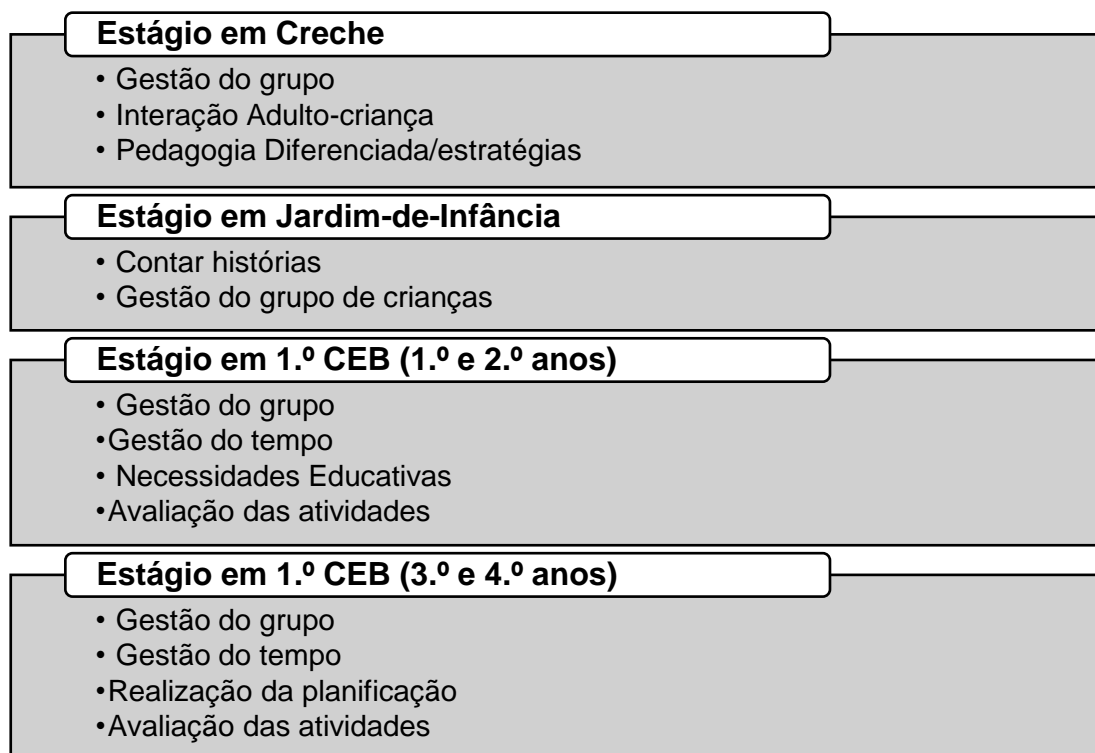 Estágio em Creche
• Gestão do grupo
• Interação Adulto-criança
• Pedagogia Diferenciada/estratégias
Estágio em Jardim-de-Infância
• Contar histórias
• Gestão do grupo de crianças
Estágio em 1.º CEB (1.º e 2.º anos)
• Gestão do grupo
•Gestão do tempo
• Necessidades Educativas
•Avaliação das atividades
Estágio em 1.º CEB (3.º e 4.º anos)
• Gestão do grupo
• Gestão do tempo
•Realização da planificação
•Avaliação das atividades